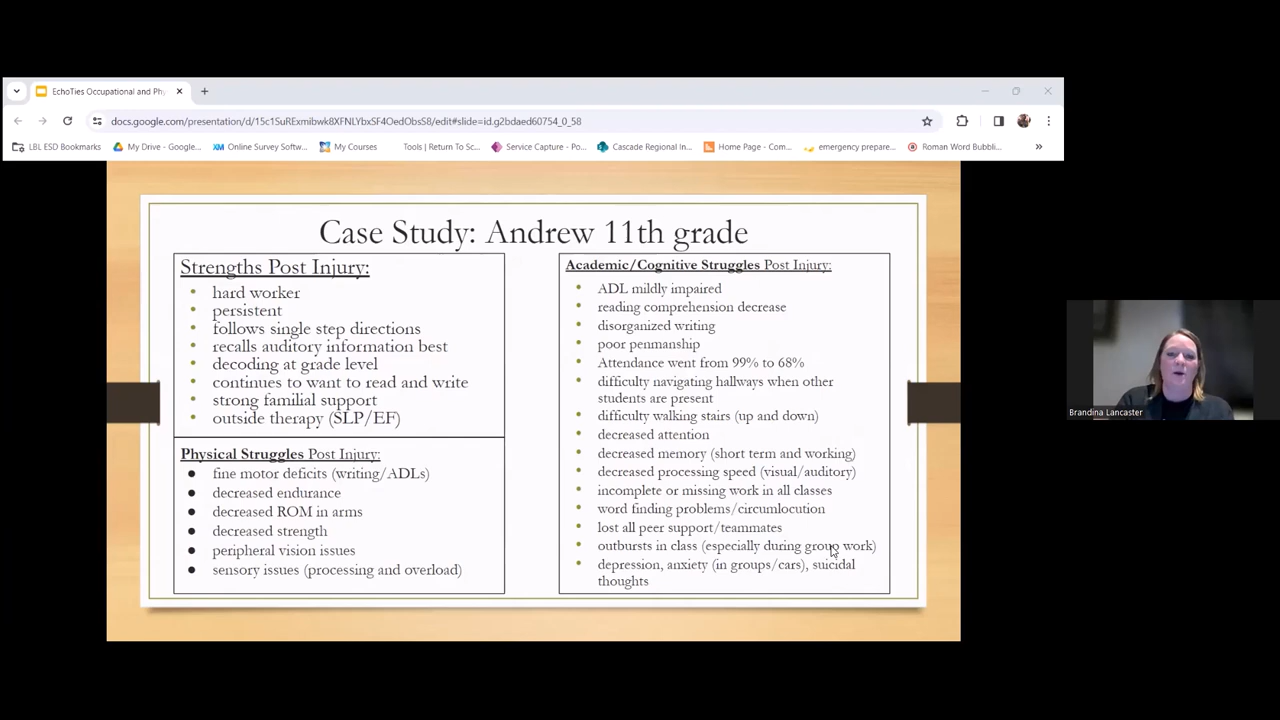 EchoTies Occupational and Phy
docs.google.com/presentation/d/15c1SuRExmibwk8XFNLYbxSF4OedObsS8/edit#slide=id.g2bdaed60754_0_58
LBL ESD Bookmarks
My Drive - Google...
Online Survey Softw...
My Courses
Tools | Return To Sc...
Service Capture - Po...
Cascade Regional In...
Home Page - Com...
emergency prepare...
Roman Word Bubbli...
Case Study: Andrew 11th grade
Strengths Post Injury:
hard worker
persistent
follows single step directions
recalls auditory information best
decoding at grade level
continues to want to read and write
strong familial support
outside therapy (SLP/EF)
Physical Struggles Post Injury:
fine motor deficits (writing/ADLs)
decreased endurance
decreased ROM in arms
decreased strength
peripheral vision issues
sensory issues (processing and overload)
Academic/Cognitive Struggles Post Injury:
ADL mildly impaired
reading comprehension decrease
disorganized writing
poor penmanship
Attendance went from 99% to 68%
difficulty navigating hallways when other
students are present
difficulty walking stairs (up and down)
decreased attention
decreased memory (short term and working)
decreased processing speed (visual/auditory)
incomplete or missing work in all classes
word finding problems/circumlocution
lost all peer support/teammates
outbursts in class (especially during group work)
depression, anxiety (in groups/cars), suicidal
thoughts
Brandina Lancaster